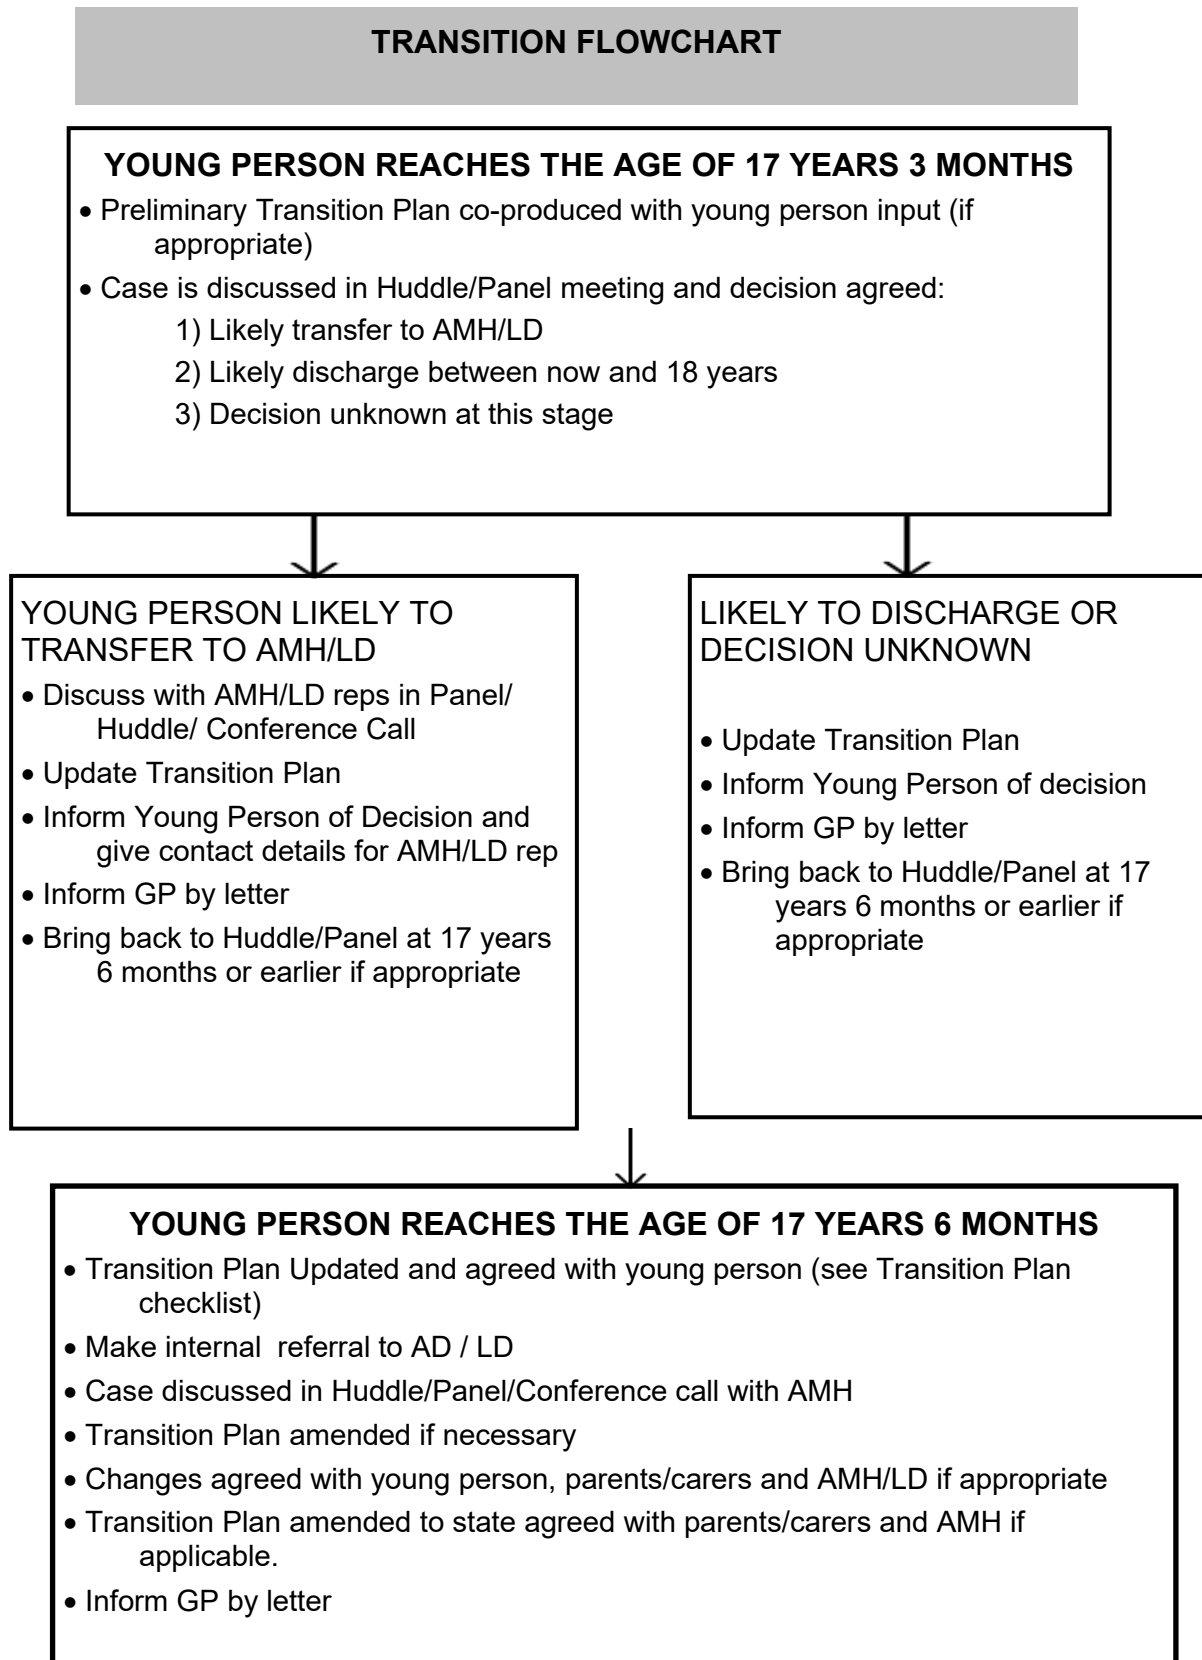 TRANSITION FLOWCHART
YOUNG PERSON REACHES THE AGE OF 17 YEARS 3 MONTHS
• Preliminary Transition Plan co-produced with young person input (if
appropriate)
• Case is discussed in Huddle/Panel meeting and decision agreed:
1) Likely transfer to AMH/LD
2) Likely discharge between now and 18 years
3) Decision unknown at this stage
YOUNG PERSON LIKELY TO
TRANSFER TO AMH/LD
• Discuss with AMH/LD reps in Panel/
Huddle/ Conference Call
• Update Transition Plan
• Inform Young Person of Decision and
give contact details for AMH/LD rep
• Inform GP by letter
• Bring back to Huddle/Panel at 17 years
6 months or earlier if appropriate
LIKELY TO DISCHARGE OR
DECISION UNKNOWN
• Update Transition Plan
• Inform Young Person of decision
• Inform GP by letter
• Bring back to Huddle/Panel at 17
years 6 months or earlier if
appropriate
YOUNG PERSON REACHES THE AGE OF 17 YEARS 6 MONTHS
• Transition Plan Updated and agreed with young person (see Transition Plan
checklist)
• Make internal  referral to AD / LD
• Case discussed in Huddle/Panel/Conference call with AMH
• Transition Plan amended if necessary
• Changes agreed with young person, parents/carers and AMH/LD if appropriate
• Transition Plan amended to state agreed with parents/carers and AMH if
applicable.
• Inform GP by letter